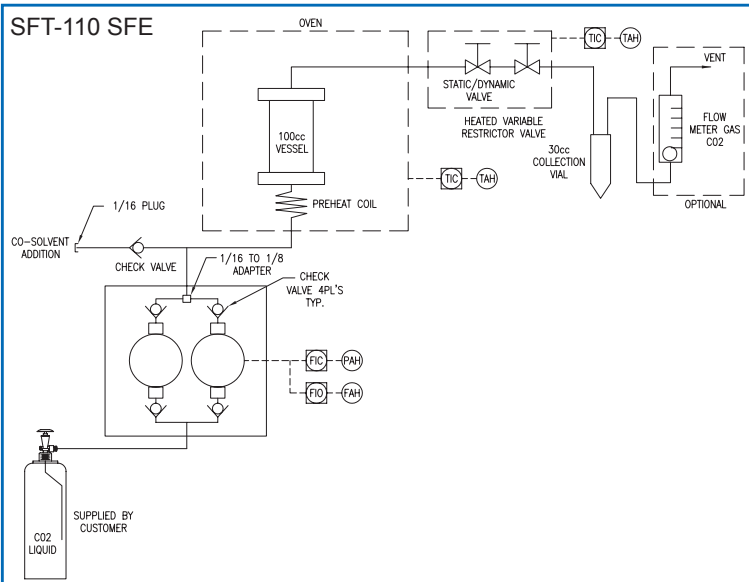 SFT-110 SFE
OVEN
TIC
TAH
VENT
STATIC/DYNAMIC
VALVE
HEATED VARIABLE
RESTRICTOR VALVE
FLOW
METER GAS
CO2
100cc
VESSEL
30cc
COLLECTION
VIAL
TIC
TAH
PREHEAT COIL
OPTIONAL
1/16 PLUG
CO-SOLVENT
ADDITION
CHECK VALVE
1/16 TO 1/8
ADAPTER
CHECK
VALVE 4PL'S
TYP.
FIC
PAH
FIO
FAH
SUPPLIED BY
CUSTOMER
CO2
LIQUID